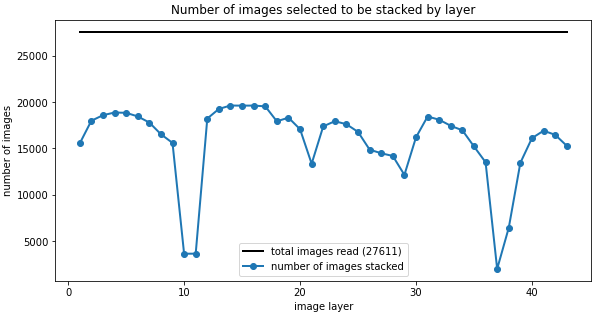 Number of images selected to be stacked by layer
number of images
25000
20000
15000
10000
5000
total images read (27611)
number of images stacked
0
10
20
30
40
image layer